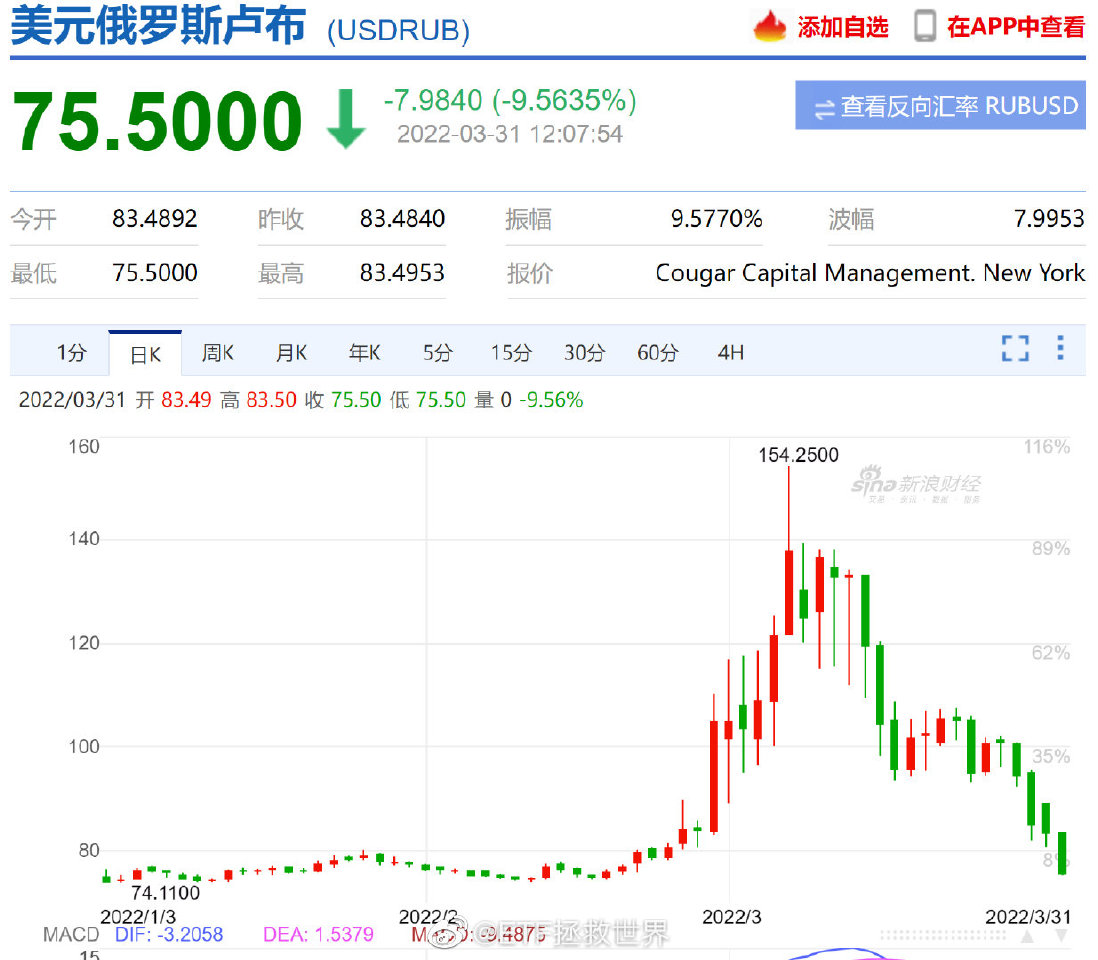 美元俄罗斯卢布 (USDRUB) 添加自选 在APP中查看
75.5000 -7.9840 (-9.5635%) 查看反向汇率 RUBUSD
2022-03-31 12:07:54
今开 83.4892 昨收 83.4840 振幅 9.5770% 波幅 7.9953
最低 75.5000 最高 83.4953 报价 Cougar Capital Management. New York
1分 日K 周K 月K 年K 5分 15分 30分 60分 4H
2022/03/31 开 83.49 高 83.50 收 75.50 低 75.50 量 0 -9.56%
160 154.2500 116%
sina新浪财经
140 89%
120 62%
100 35%
80 8%
74.1100
2022/1/3 2022/2 2022/3 2022/3/31
MACD DIF: -3.2058 DEA: 1.5379 MACD: -9.4875
@ETF拯救世界
15